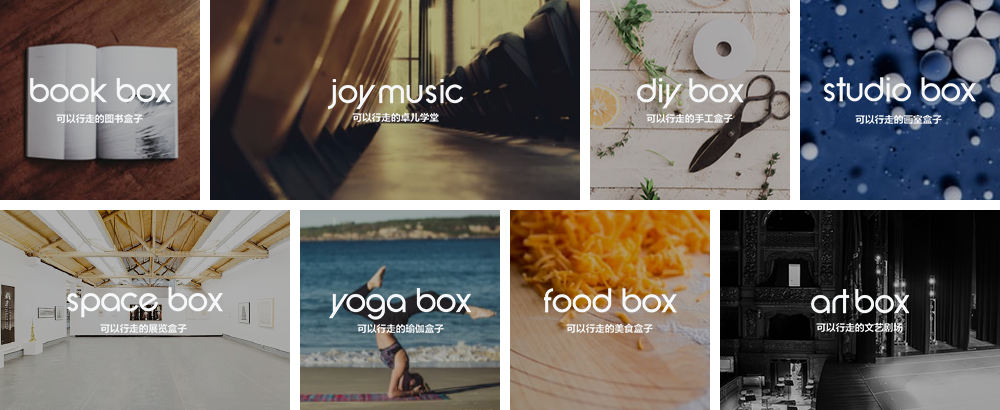 book box
可以行走的图书盒子
joy music
可以行走的卓儿学堂
diy box
可以行走的手工盒子
studio box
可以行走的画室盒子
space box
可以行走的展览盒子
yoga box
可以行走的瑜伽盒子
food box
可以行走的美食盒子
art box
可以行走的文艺剧场